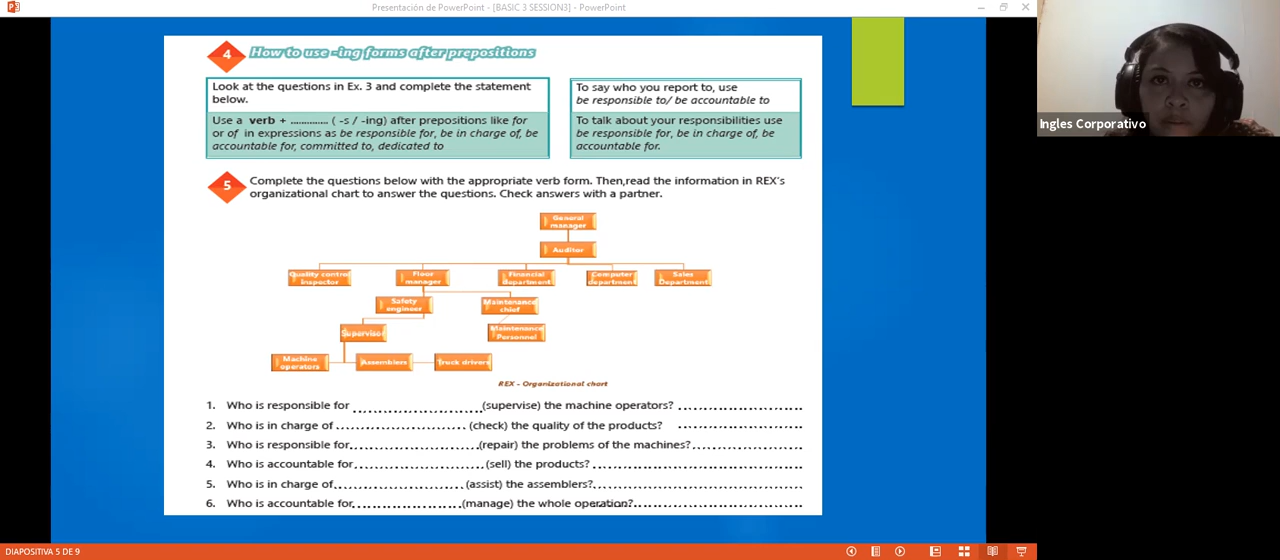 Presentación de PowerPoint - [BASIC 3 SESSION3] - PowerPoint
4 How to use -ing forms after prepositions
Look at the questions in Ex. 3 and complete the statement
below.
Use a verb + .............. ( -s / -ing) after prepositions like for
or of in expressions as be responsible for, be in charge of, be
accountable for, committed to, dedicated to
To say who you report to, use
be responsible to/ be accountable to
To talk about your responsibilities use
be responsible for, be in charge of, be
accountable for.
Ingles Corporativo
5 Complete the questions below with the appropriate verb form. Then,read the information in REX's
organizational chart to answer the questions. Check answers with a partner.
General
manager
Auditor
Quality control
Inspector
Floor
manager
Financial
department
Computer
department
Sales
Department
Safety
engineer
Maintenance
chief
Supervisor
Maintenance
Personnel
Machine
operators
Assemblers
Truck drivers
REX - Organizational chart
1. Who is responsible for ........................ (supervise) the machine operators? ........................
2. Who is in charge of ........................ (check) the quality of the products? ........................
3. Who is responsible for ........................ (repair) the problems of the machines? ........................
4. Who is accountable for ........................ (sell) the products? ........................
5. Who is in charge of ........................ (assist) the assemblers? ........................
6. Who is accountable for ........................ (manage) the whole operation? ........................
DIAPOSITIVA 5 DE 9